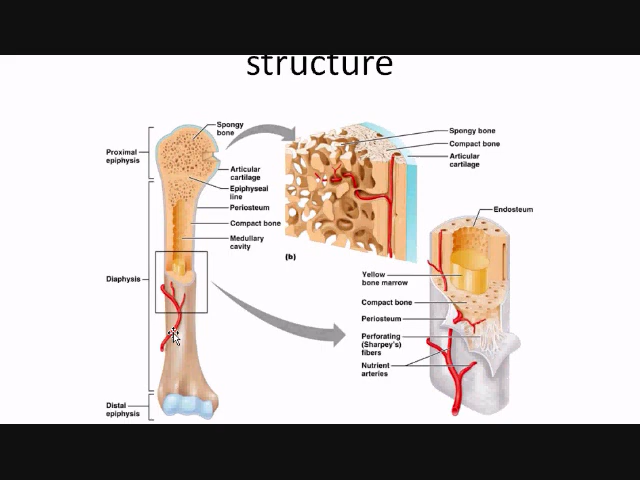 structure
Spongy
bone
Proximal
epiphysis
Articular
cartilage
Epiphyseal
line
Periosteum
Compact bone
Medullary
cavity
Diaphysis
Distal
epiphysis
Spongy bone
Compact bone
Articular
cartilage
(b)
Endosteum
Yellow
bone marrow
Compact bone
Periosteum
Perforating
(Sharpey's)
fibers
Nutrient
arteries